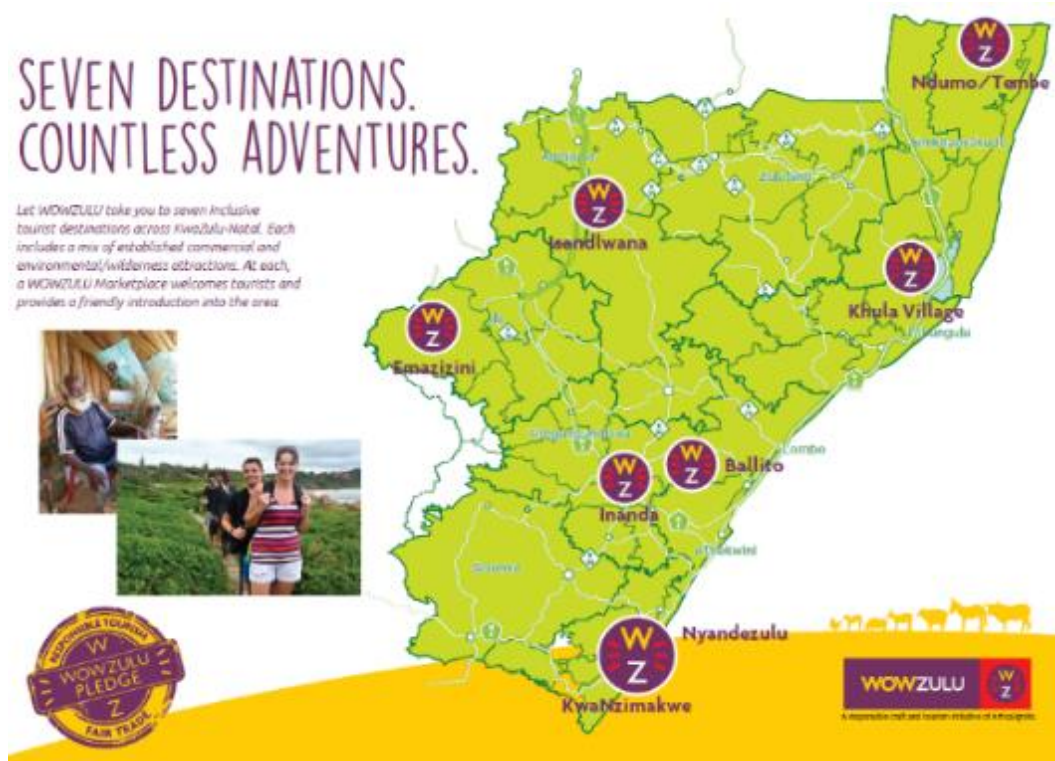 SEVEN DESTINATIONS.
COUNTLESS ADVENTURES.
Let WOWZULU take you to seven inclusive
tourist destinations across KwaZulu-Natal. Each
includes a mix of established commercial and
environmental/wilderness attractions. At each,
a WOWZULU Marketplace welcomes tourists and
provides a friendly introduction into the area
W
Z
Ndumo/Tembe
W
Z
Isandlwana
Zululand
W
Z
Khula Village
W
Z
Emazizini
W
Z
Ballito
W
Z
Inanda
W
Z
Nyandezulu
KwaNzimakwe
RESPONSIBLE TOURISM
W
WOWZULU
PLEDGE
Z
FAIR TRADE
WOWZULU
W
Z